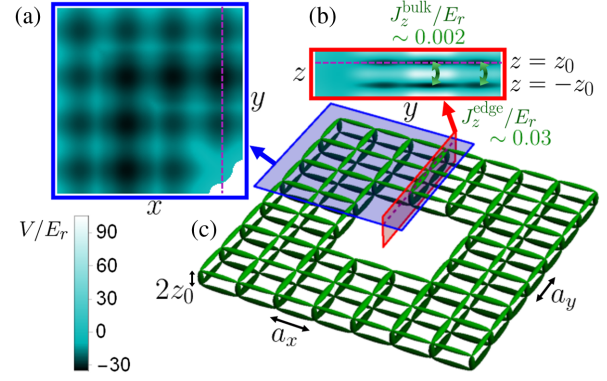 (a)
y
x
(b)
J_z^bulk/E_r
~ 0.002
z
z = z_0
z = -z_0
y
J_z^edge/E_r
~ 0.03
V/E_r
90
60
30
0
-30
(c)
2z_0
a_x
a_y